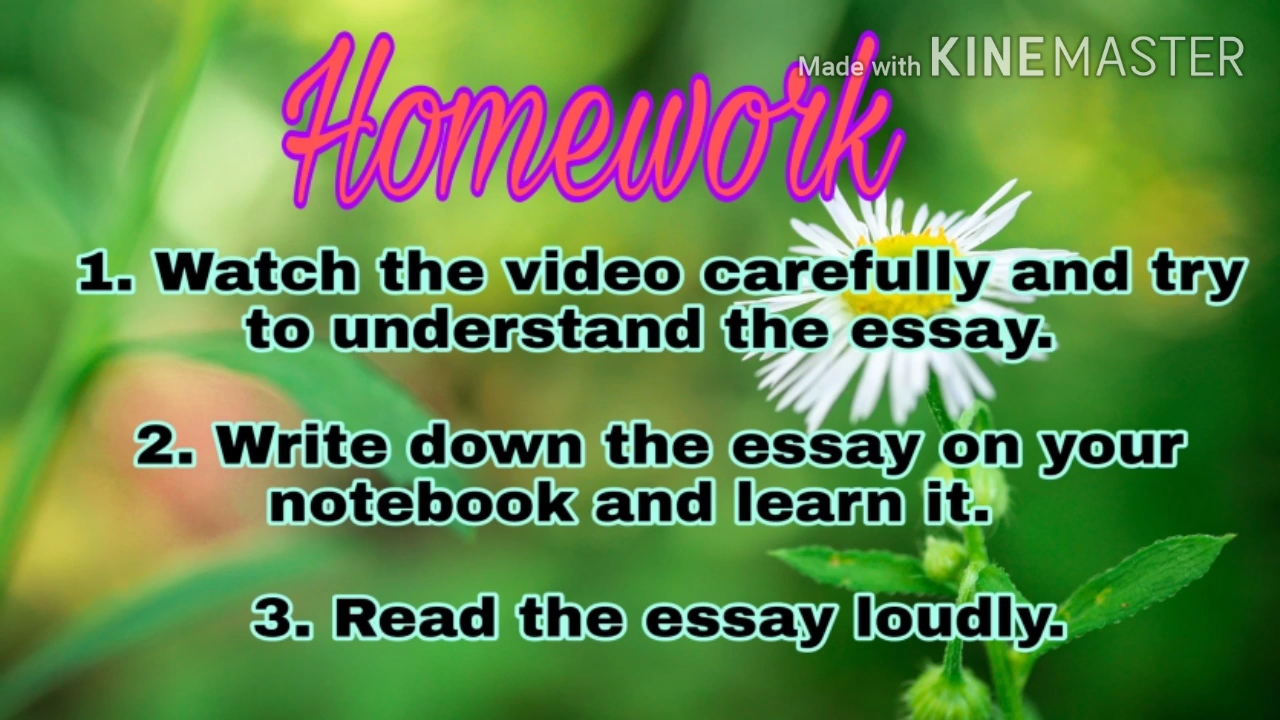 Homework
Made with KINEMASTER
1. Watch the video carefully and try
to understand the essay.
2. Write down the essay on your
notebook and learn it.
3. Read the essay loudly.